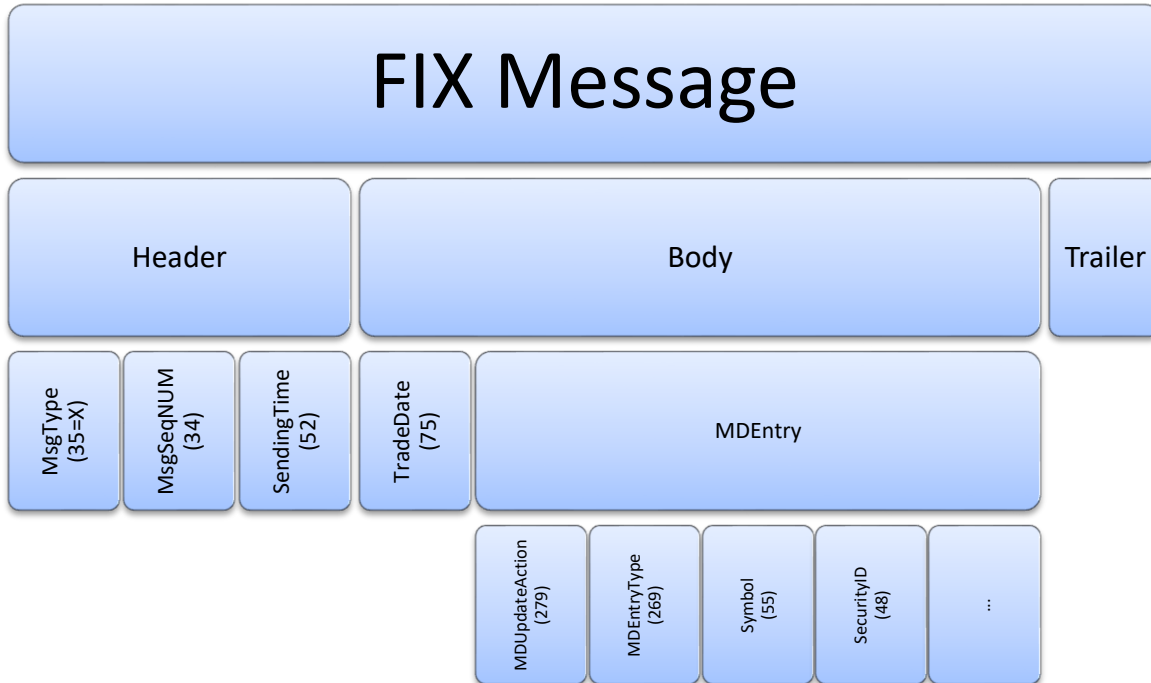 FIX Message
Header
Body
Trailer
MsgType
(35=X)
MsgSeqNUM
(34)
SendingTime
(52)
TradeDate
(75)
MDEntry
MDUpdateAction
(279)
MDEntryType
(269)
Symbol
(55)
SecurityID
(48)
...